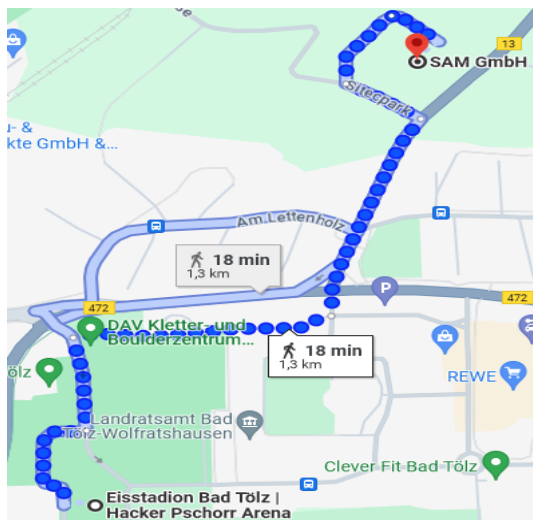 SAM GmbH
13
Sitecpark
u- &
kte GmbH &...
Am Lettenholz
18 min
1,3 km
472
P
472
DAV Kletter- und
Boulderzentrum...
18 min
1,3 km
REWE
ölz
Landratsamt Bad
Tölz-Wolfratshausen
Clever Fit Bad Tölz
Eisstadion Bad Tölz |
Hacker Pschorr Arena